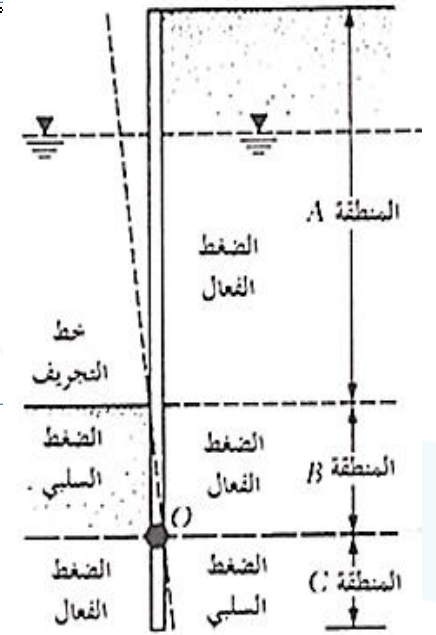 المنطقة A
الضغط
الفعال
خط
التجريف
الضغط
السلبي
الضغط
الفعال
المنطقة B
O
الضغط
الفعال
الضغط
السلبي
المنطقة C